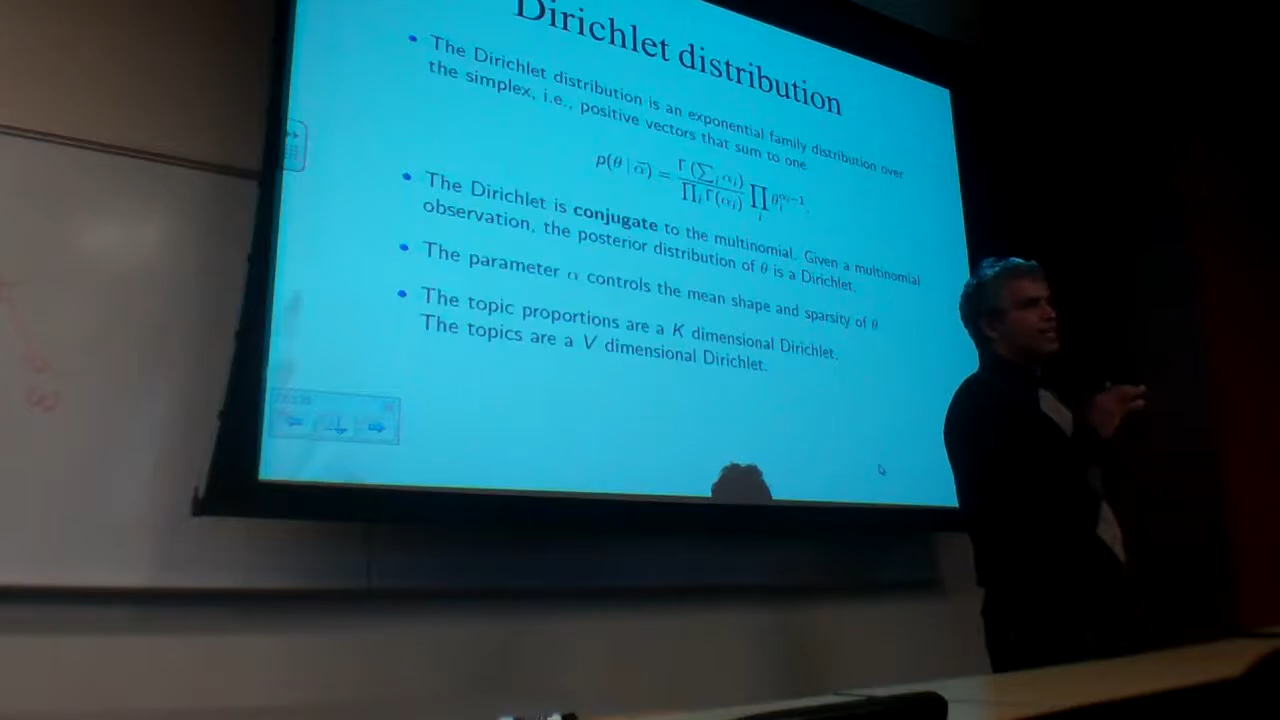 Dirichlet distribution
• The Dirichlet distribution is an exponential family distribution over
the simplex, i.e., positive vectors that sum to one
p(θ | α⃗) = Γ(∑ᵢ αᵢ) / ∏ᵢ Γ(αᵢ) ∏ᵢ θᵢ^(αᵢ−1).
• The Dirichlet is conjugate to the multinomial. Given a multinomial
observation, the posterior distribution of θ is a Dirichlet.
• The parameter α controls the mean shape and sparsity of θ
• The topic proportions are a K dimensional Dirichlet.
The topics are a V dimensional Dirichlet.